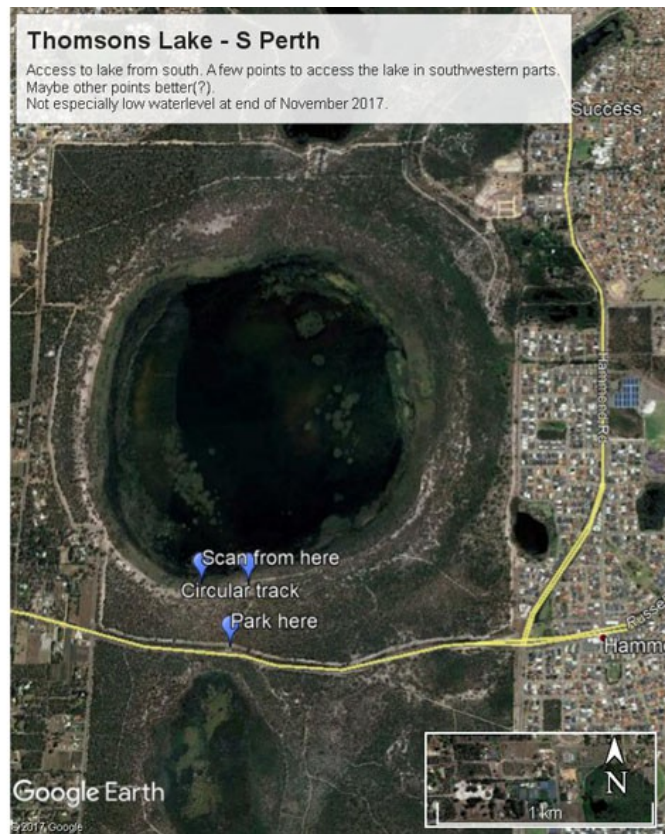 Thomsons Lake - S Perth
Access to lake from south. A few points to access the lake in southwestern parts.
Maybe other points better(?).
Not especially low waterlevel at end of November 2017.
Success
Hammond Rd
Scan from here
Circular track
Park here
Russe
Hammo
Google Earth
© 2017 Google
N
1 km